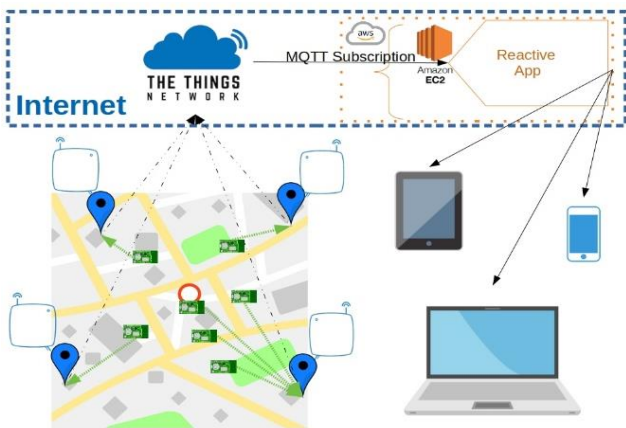 aws
MQTT Subscription
Amazon
EC2
Reactive
App
THE THINGS
NETWORK
Internet